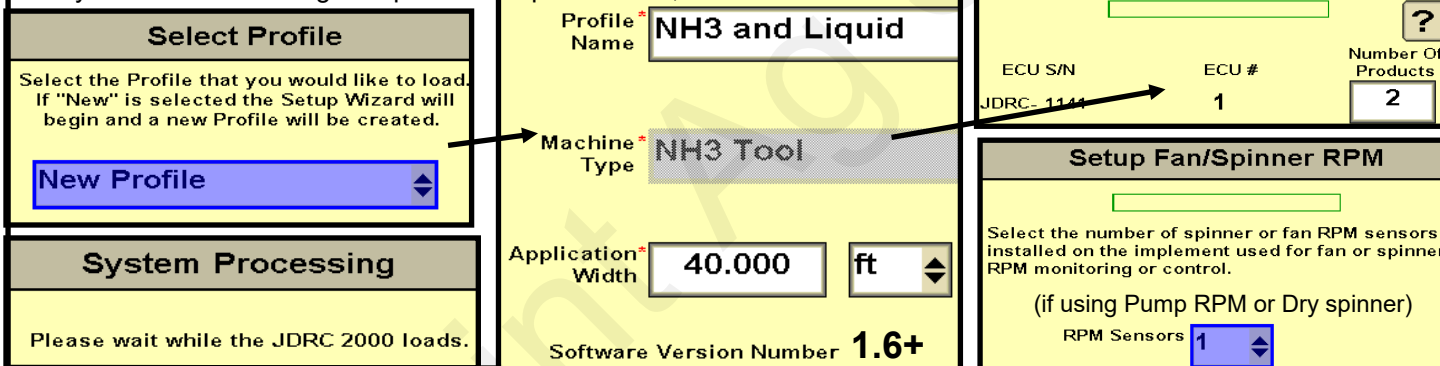 Select Profile
Select the Profile that you would like to load.
If "New" is selected the Setup Wizard will
begin and a new Profile will be created.
New Profile
System Processing
Please wait while the JDRC 2000 loads.
Profile*
Name
NH3 and Liquid
Machine*
Type
NH3 Tool
Application*
Width
40.000
ft
Software Version Number 1.6+
?
Number Of
Products
ECU S/N
ECU #
JDRC- 1141
1
2
Setup Fan/Spinner RPM
Select the number of spinner or fan RPM sensors
installed on the implement used for fan or spinner
RPM monitoring or control.
(if using Pump RPM or Dry spinner)
RPM Sensors
1